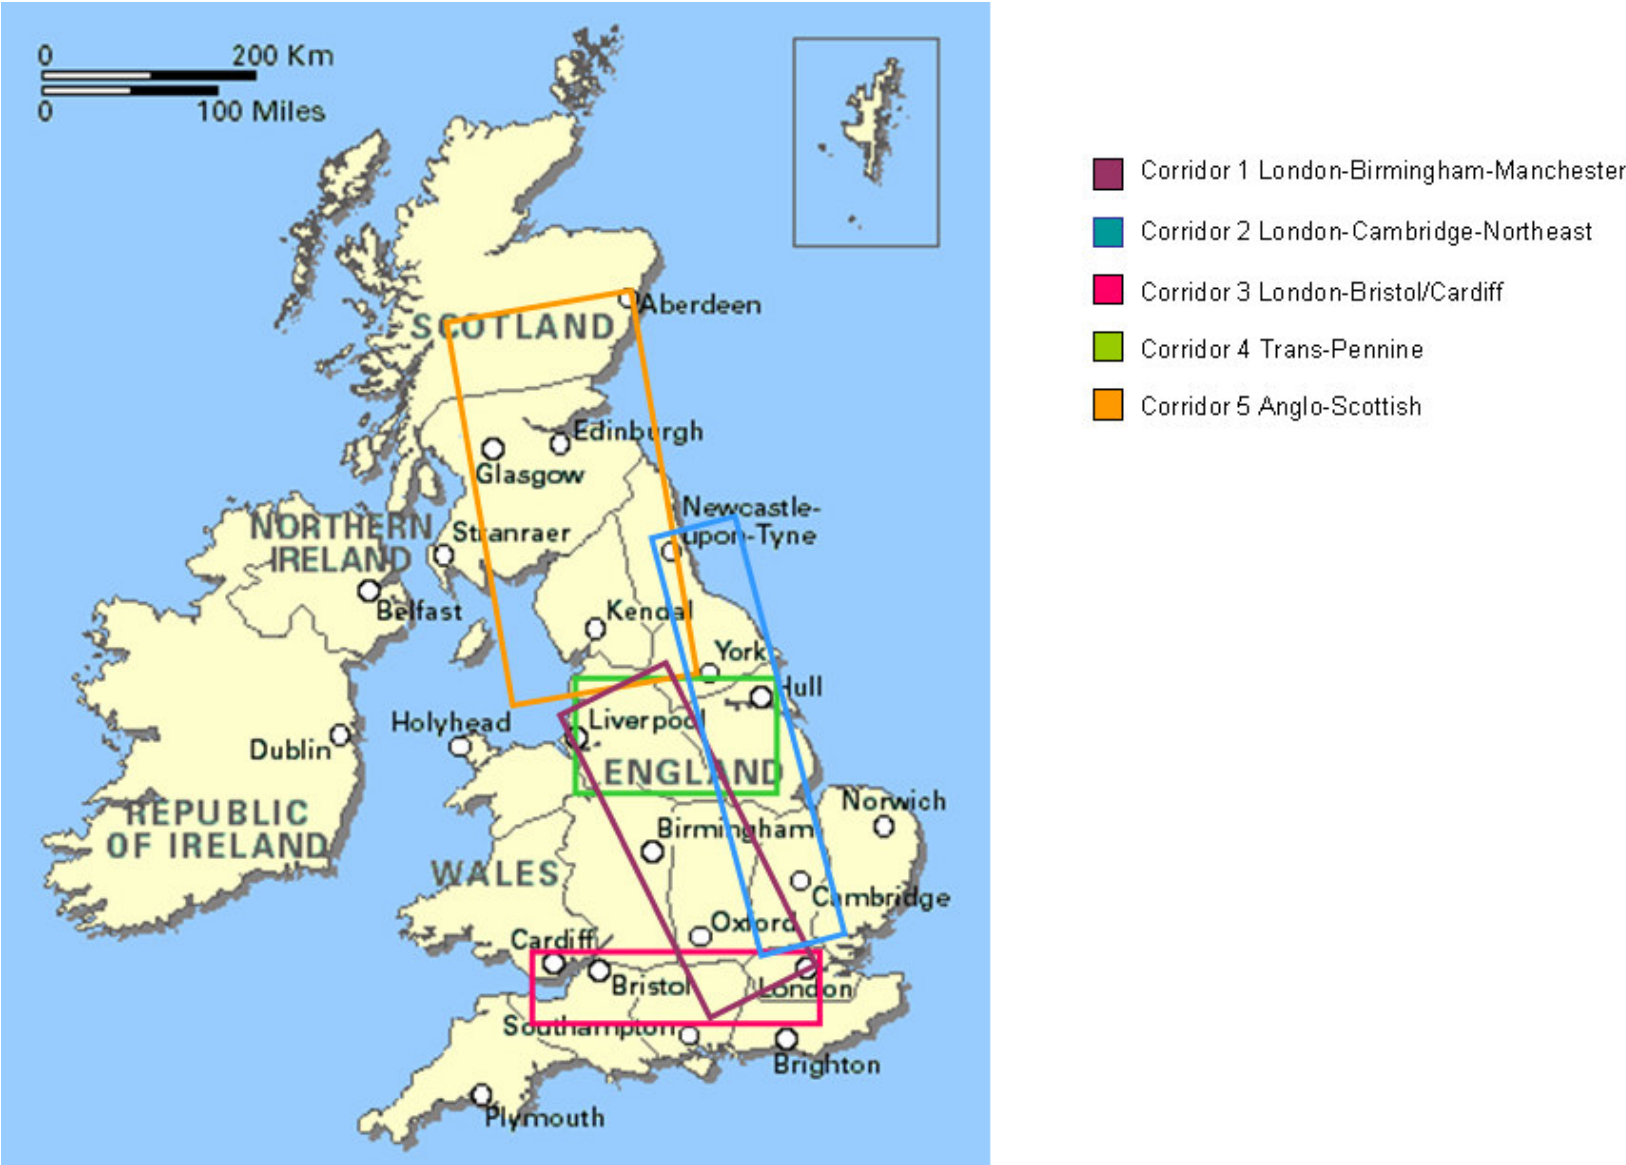 0 200 Km
0 100 Miles
Aberdeen
SCOTLAND
Edinburgh
Glasgow
Newcastle-
upon-Tyne
NORTHERN
IRELAND
Stranraer
Belfast
Kendal
York
Hull
Holyhead
Liverpool
Dublin
ENGLAND
REPUBLIC
OF IRELAND
Norwich
Birmingham
WALES
Cambridge
Oxford
Cardiff
Bristol
London
Southampton
Brighton
Plymouth
Corridor 1 London-Birmingham-Manchester
Corridor 2 London-Cambridge-Northeast
Corridor 3 London-Bristol/Cardiff
Corridor 4 Trans-Pennine
Corridor 5 Anglo-Scottish